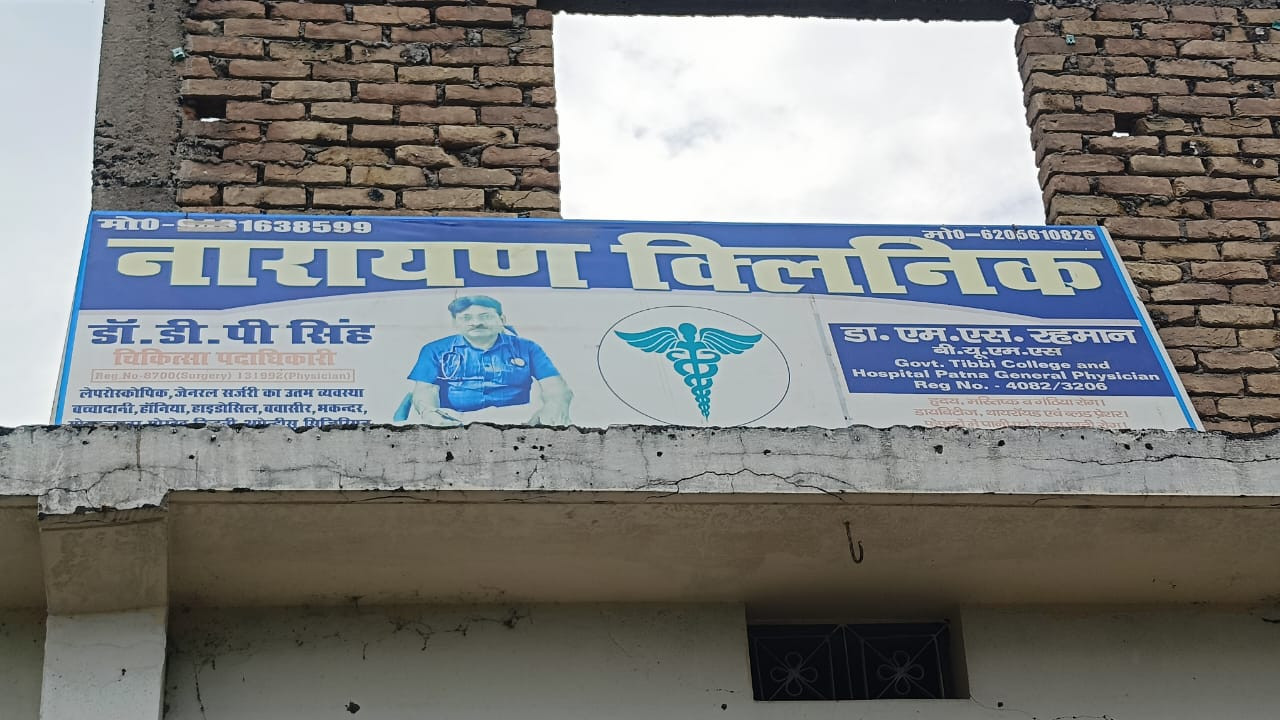 मो0- 1638599
मो0-6205610826
नारायण क्लिनिक
डॉ.डी.पी सिंह
चिकित्सा पदाधिकारी
Reg.No-8700(Surgery) 131992(Physician)
लेपरोस्कोपिक, जेनरल सर्जरी का उतम व्यवस्था
बच्चादानी, हॉनिया, हाइडोसिल, बवासीर, भकन्दर,
डा. एम.एस. रहमान
बी.यू.एम.एस
Govt. Tibbi College and
Hospital Patna General Physician
Reg No. - 4082/3206
हृदय, मस्तिष्क व गठिया रोग।
डायबिटीज, थायरॉयड एवं ब्लड प्रेशर।